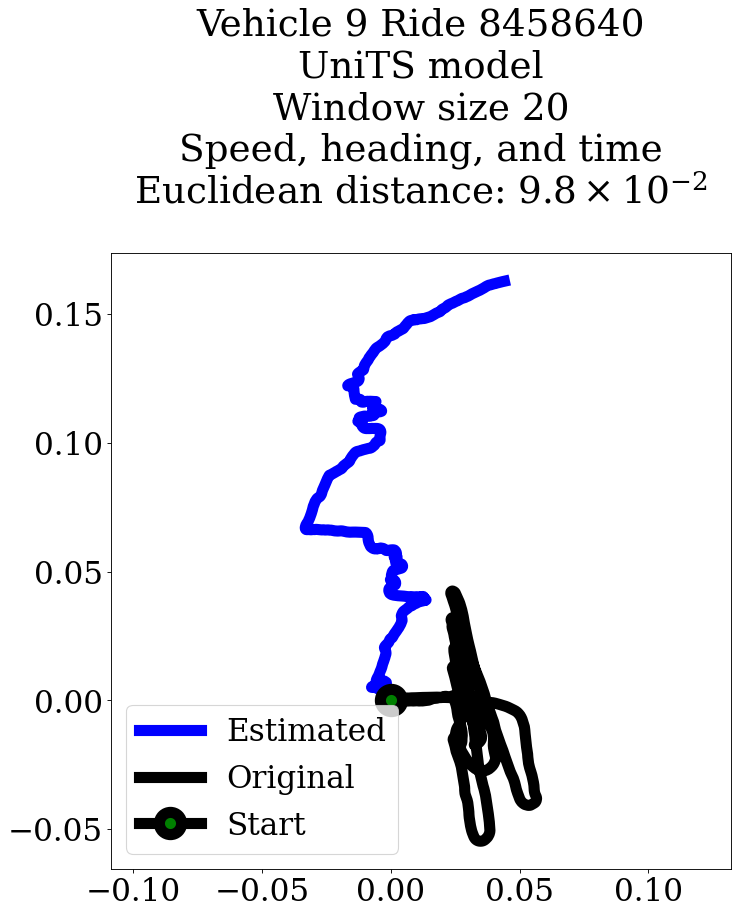 Vehicle 9 Ride 8458640
UniTS model
Window size 20
Speed, heading, and time
Euclidean distance: 9.8 × 10⁻²
0.15
0.10
0.05
0.00
−0.05
Estimated
Original
Start
−0.10 −0.05 0.00 0.05 0.10